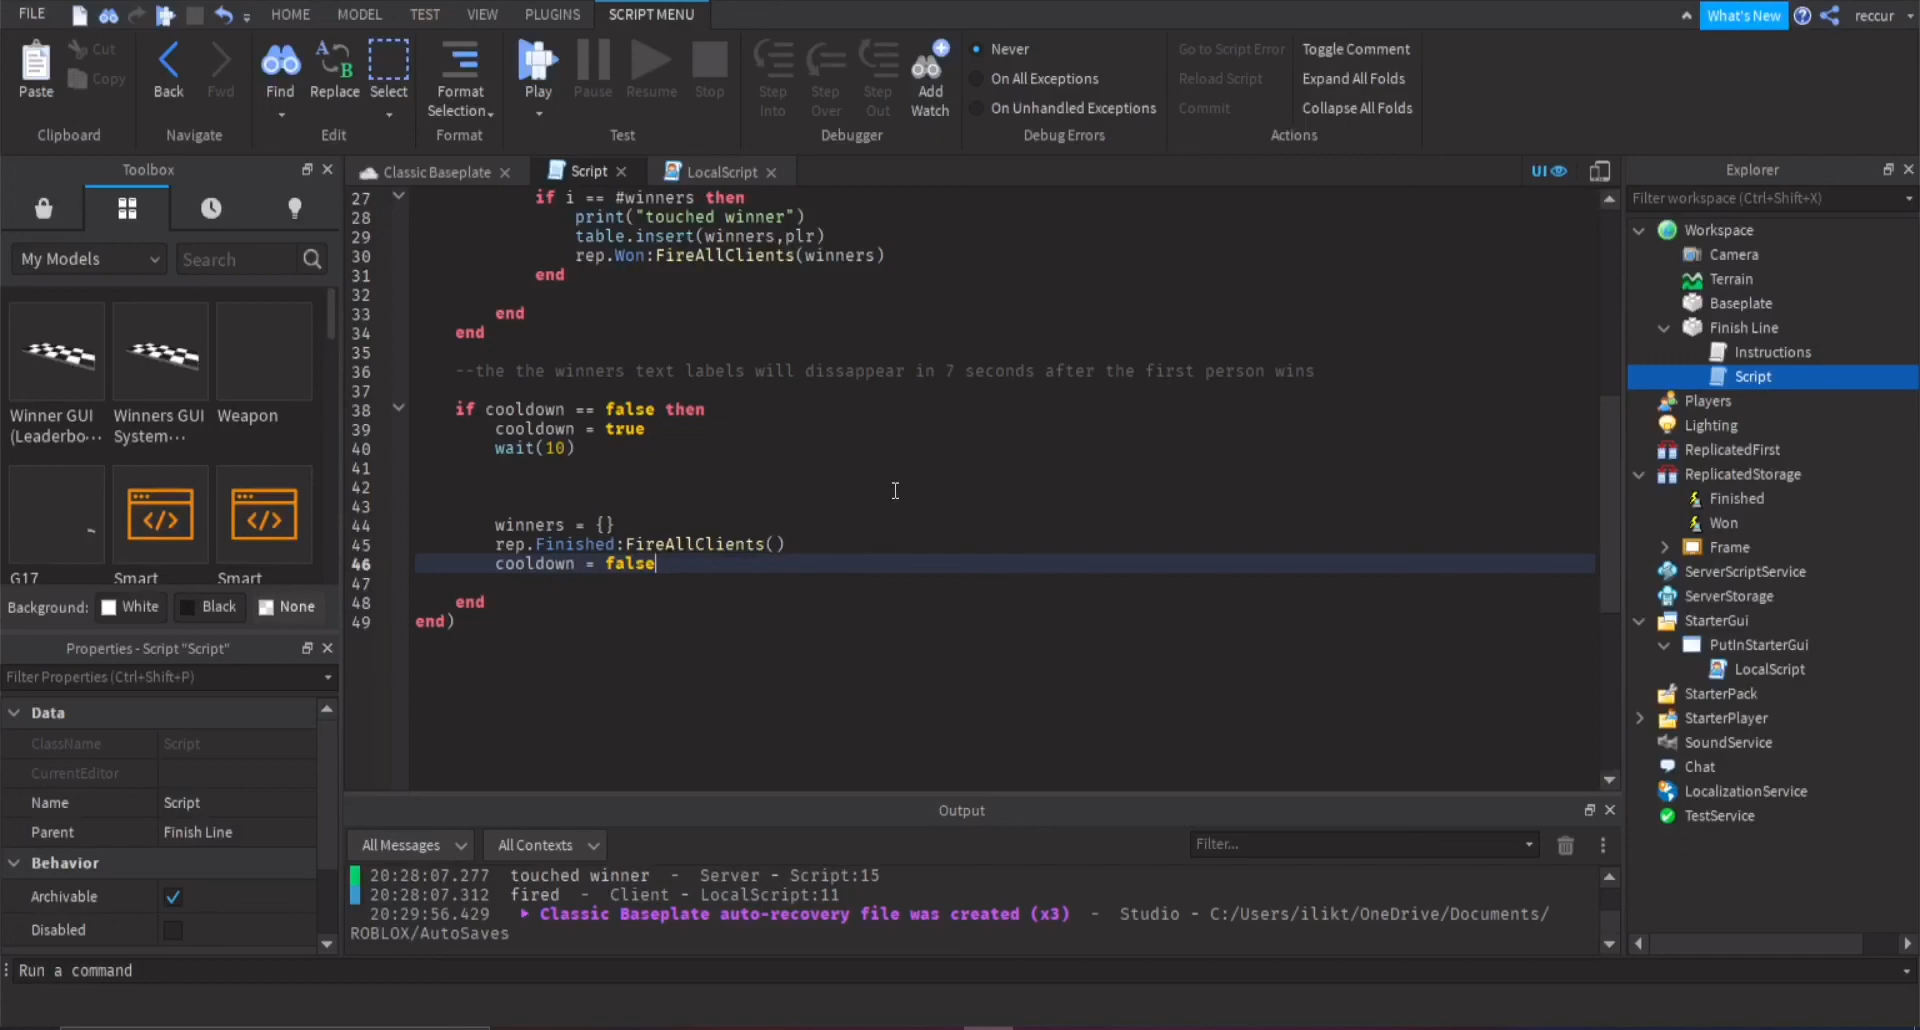 FILE
HOME
MODEL
TEST
VIEW
PLUGINS
SCRIPT MENU
What's New
reccur
Paste
Cut
Copy
Clipboard
Back
Fwd
Navigate
Find
Replace
Select
Edit
Format
Selection
Format
Play
Pause
Resume
Stop
Test
Step
Into
Step
Over
Step
Out
Add
Watch
Debugger
Never
On All Exceptions
On Unhandled Exceptions
Debug Errors
Go to Script Error
Reload Script
Commit
Toggle Comment
Expand All Folds
Collapse All Folds
Actions
Toolbox
My Models
Search
Winner GUI
(Leaderbo···
Winners GUI
System···
Weapon
G17
Smart
Smart
Background: White Black None
Properties - Script "Script"
Filter Properties (Ctrl+Shift+P)
Data
ClassName Script
CurrentEditor
Name Script
Parent Finish Line
Behavior
Archivable
Disabled
Classic Baseplate
Script
LocalScript
UI
27 if i == #winners then
28 print("touched winner")
29 table.insert(winners,plr)
30 rep.Won:FireAllClients(winners)
31 end
32
33 end
34 end
35
36 --the the winners text labels will dissappear in 7 seconds after the first person wins
37
38 if cooldown == false then
39 cooldown = true
40 wait(10)
41
42
43
44 winners = {}
45 rep.Finished:FireAllClients()
46 cooldown = false
47
48 end
49 end)
Output
All Messages
All Contexts
Filter...
20:28:07.277 touched winner - Server - Script:15
20:28:07.312 fired - Client - LocalScript:11
20:29:56.429 Classic Baseplate auto-recovery file was created (x3) - Studio - C:/Users/ilikt/OneDrive/Documents/
ROBLOX/AutoSaves
Explorer
Filter workspace (Ctrl+Shift+X)
Workspace
Camera
Terrain
Baseplate
Finish Line
Instructions
Script
Players
Lighting
ReplicatedFirst
ReplicatedStorage
Finished
Won
Frame
ServerScriptService
ServerStorage
StarterGui
PutInStarterGui
LocalScript
StarterPack
StarterPlayer
SoundService
Chat
LocalizationService
TestService
Run a command